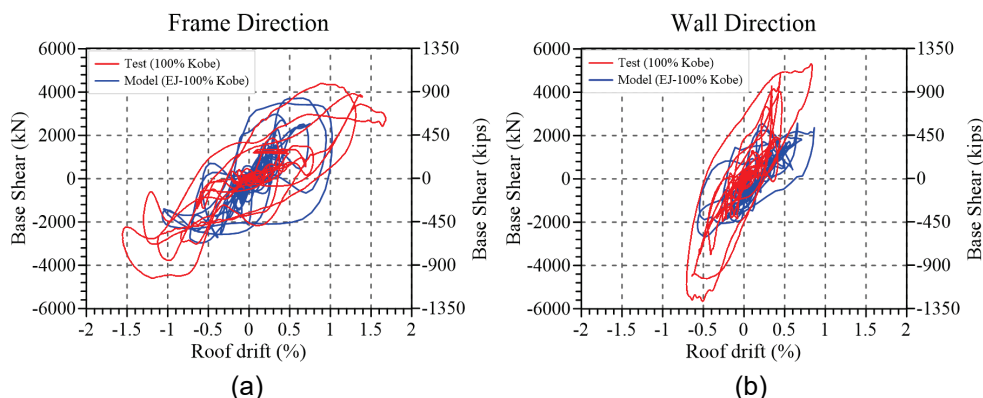 Frame Direction
Test (100% Kobe)
Model (EJ-100% Kobe)
Base Shear (kN)
6000
4000
2000
0
-2000
-4000
-6000
1350
900
450
0
-450
-900
-1350
Base Shear (kips)
-2 -1.5 -1 -0.5 0 0.5 1 1.5 2
Roof drift (%)
(a)
Wall Direction
Test (100% Kobe)
Model (EJ-100% Kobe)
Base Shear (kN)
6000
4000
2000
0
-2000
-4000
-6000
1350
900
450
0
-450
-900
-1350
Base Shear (kips)
-2 -1.5 -1 -0.5 0 0.5 1 1.5 2
Roof drift (%)
(b)